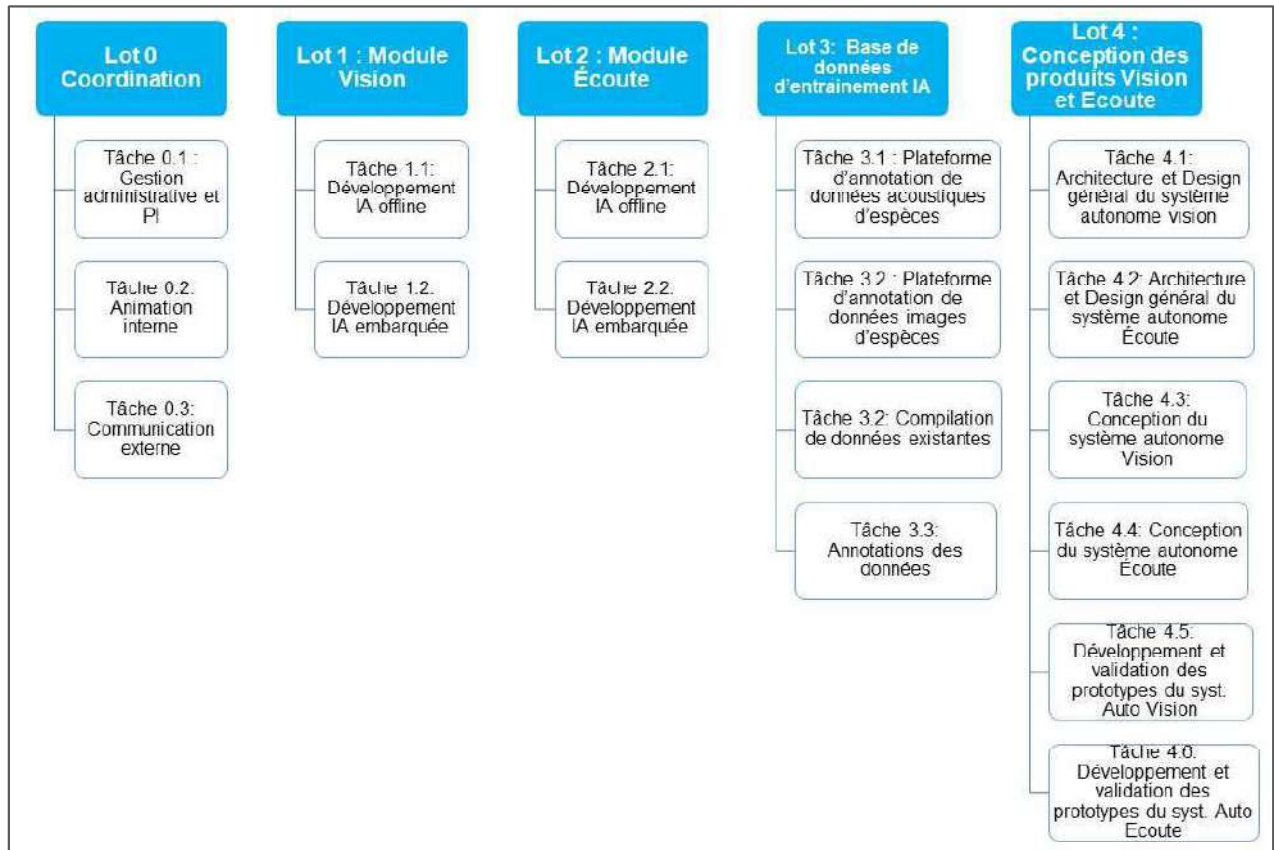 Lot 0
Coordination
Tâche 0.1 :
Gestion
administrative et
PI
Tâche 0.2.
Animation
interne
Tâche 0.3:
Communication
externe
Lot 1 : Module
Vision
Tâche 1.1:
Développement
IA offline
Tâche 1.2.
Développement
IA embarquée
Lot 2 : Module
Écoute
Tâche 2.1:
Développement
IA offline
Tâche 2.2.
Développement
IA embarquée
Lot 3: Base de
données
d'entrainement IA
Tâche 3.1 : Plateforme
d'annotation de
données acoustiques
d'espèces
Tâche 3.2 : Plateforme
d'annotation de
données images
d'espèces
Tâche 3.2: Compilation
de données existantes
Tâche 3.3:
Annotations des
données
Lot 4 :
Conception des
produits Vision
et Ecoute
Tâche 4.1:
Architecture et Design
général du système
autonome vision
Tâche 4.2: Architecture
et Design général du
système autonome
Écoute
Tâche 4.3:
Conception du
système autonome
Vision
Tâche 4.4: Conception
du système autonome
Écoute
Tâche 4.5:
Développement et
validation des
prototypes du syst.
Auto Vision
Tâche 4.6.
Développement et
validation des
prototypes du syst. Auto
Ecoute